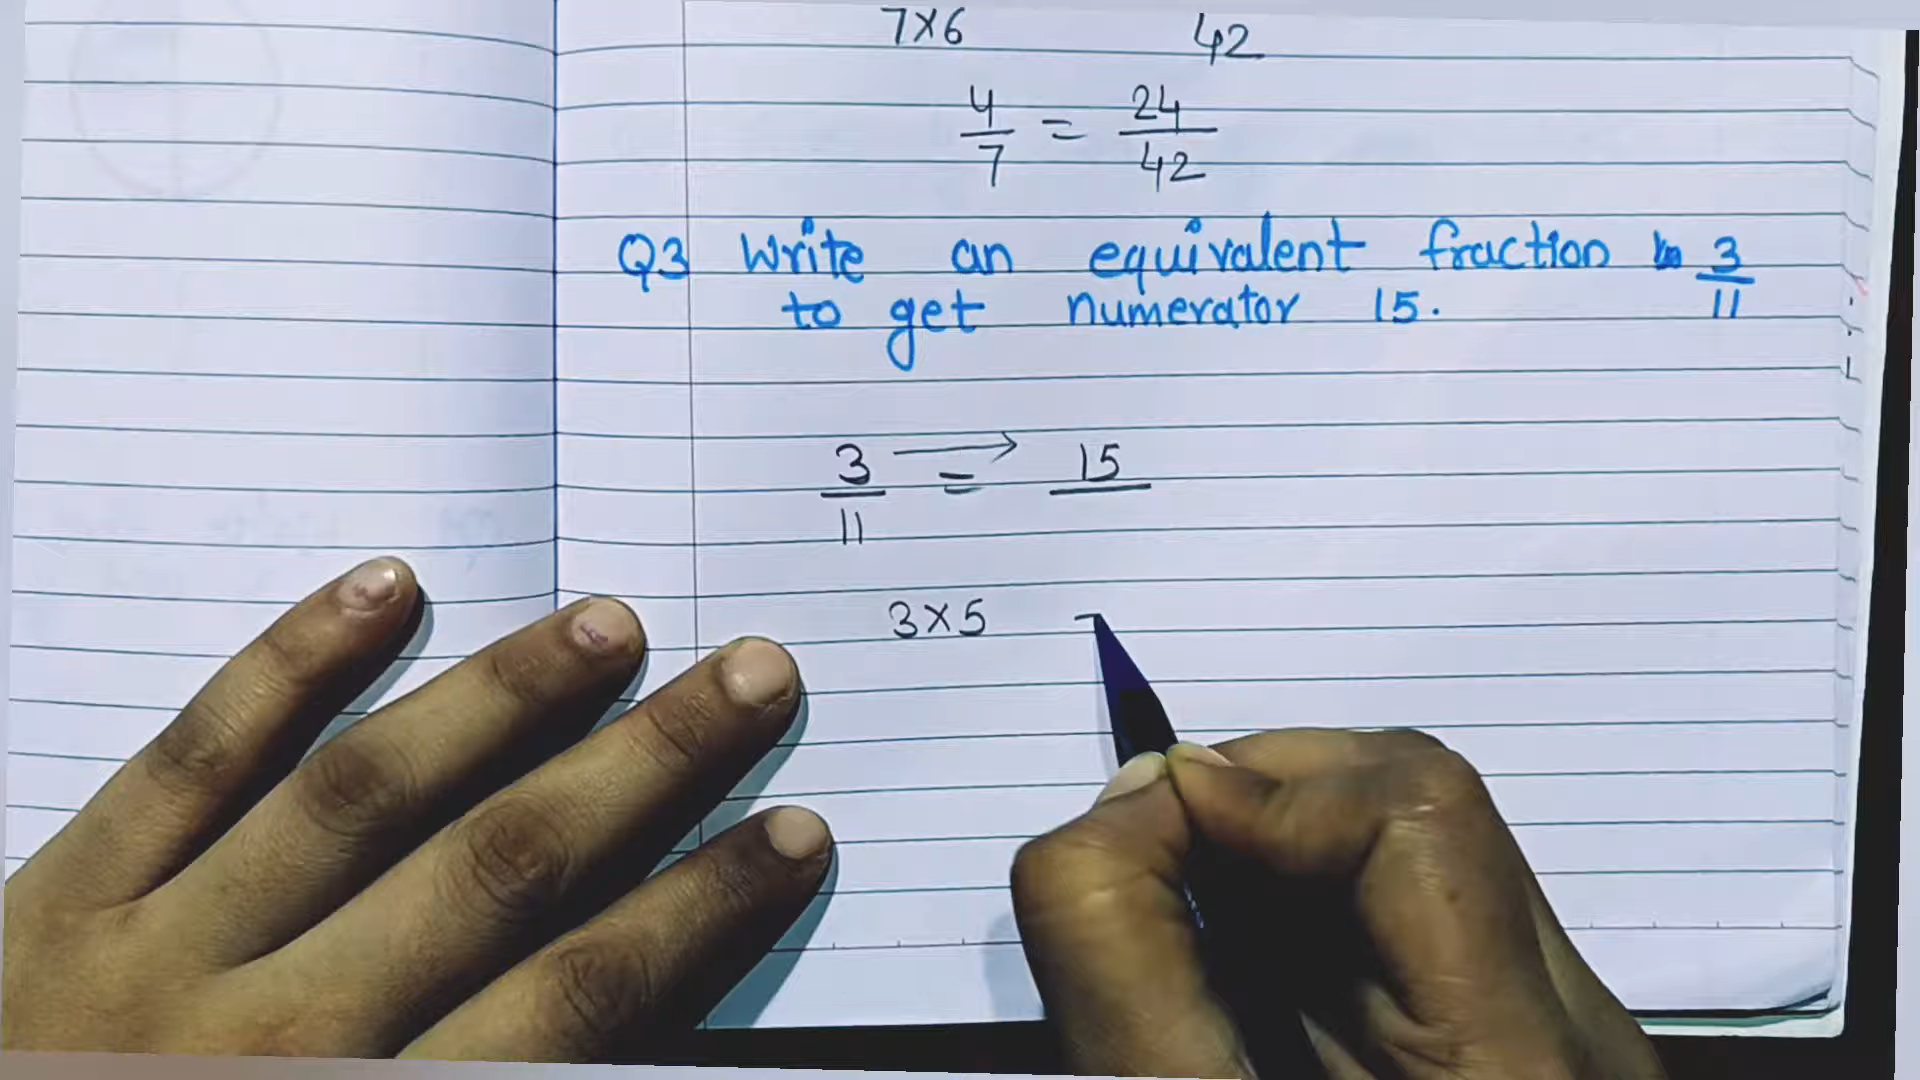 7×6 42
4/7 = 24/42
Q3 Write an equivalent fraction to 3/11
to get numerator 15.
3/11 → = 15/
3×5